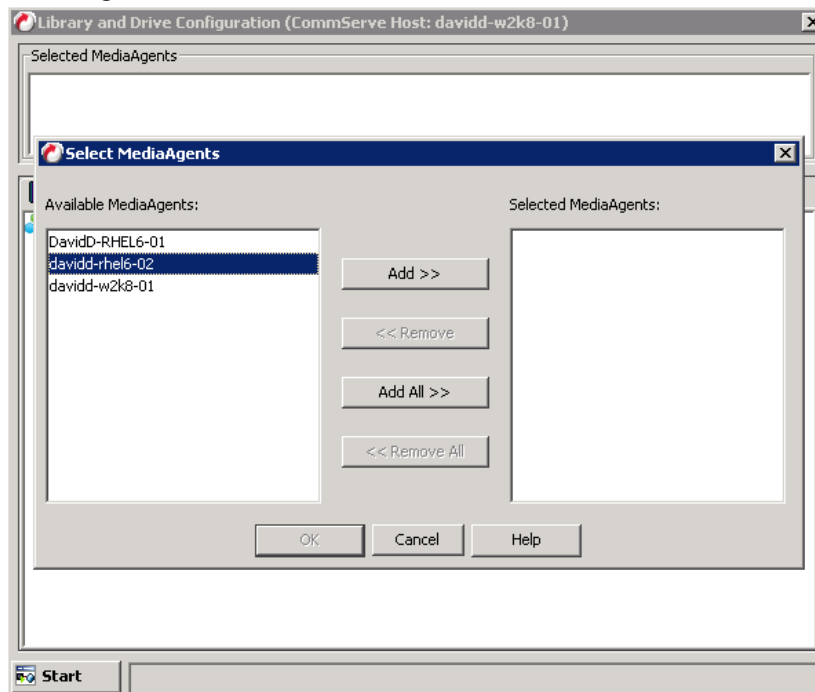 Library and Drive Configuration (CommServe Host: davidd-w2k8-01)
Selected MediaAgents
Select MediaAgents
Available MediaAgents:
Selected MediaAgents:
DavidD-RHEL6-01
davidd-rhel6-02
davidd-w2k8-01
Add >>
<< Remove
Add All >>
<< Remove All
OK
Cancel
Help
Start